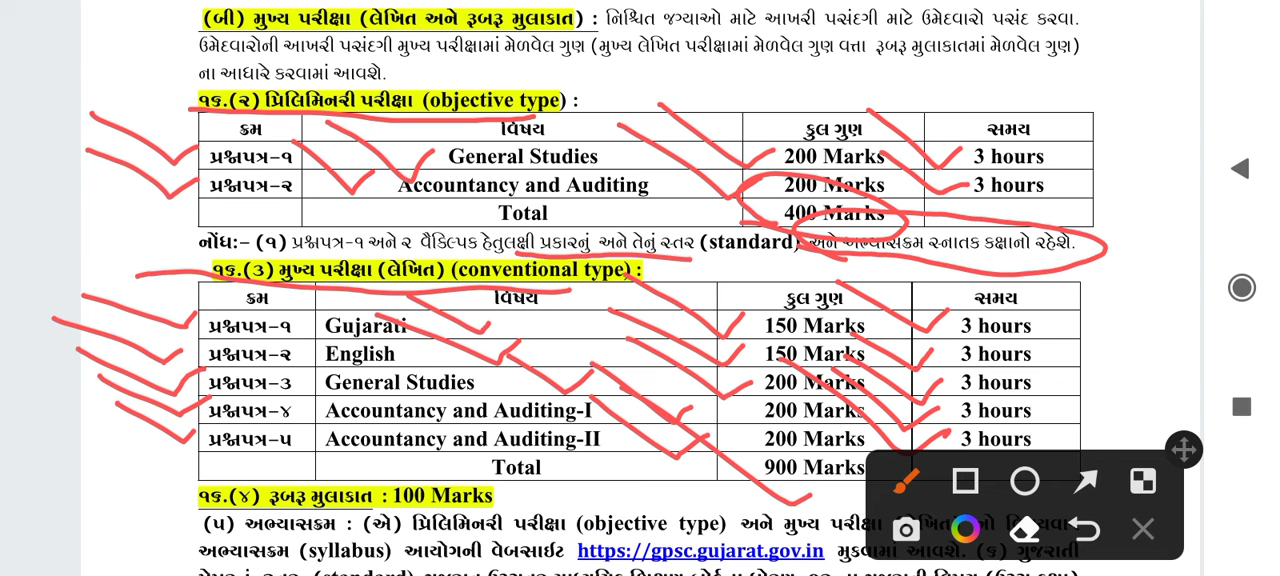 (બી) મુખ્ય પરીક્ષા (લેખિત અને રૂબરૂ મુલાકાત) : નિશ્ચિત જગ્યાઓ માટે આખરી પસંદગી માટે ઉમેદવારો પસંદ કરવા.
ઉમેદવારોની આખરી પસંદગી મુખ્ય પરીક્ષામાં મેળવેલ ગુણ (મુખ્ય લેખિત પરીક્ષામાં મેળવેલ ગુણ વત્તા રૂબરૂ મુલાકાતમાં મેળવેલ ગુણ)
ના આધારે કરવામાં આવશે.
૧૬.(૨) પ્રિલિમિનરી પરીક્ષા (objective type) :
ક્રમ વિષય કુલ ગુણ સમય
પ્રશ્નપત્ર-૧ General Studies 200 Marks 3 hours
પ્રશ્નપત્ર-૨ Accountancy and Auditing 200 Marks 3 hours
Total 400 Marks
નોંધઃ- (૧) પ્રશ્નપત્ર-૧ અને ૨ વૈકલ્પિક હેતુલક્ષી પ્રકારનું અને તેનું સ્તર (standard) અને અભ્યાસક્રમ સ્નાતક કક્ષાનો રહેશે.
૧૬.(૩) મુખ્ય પરીક્ષા (લેખિત) (conventional type) :
ક્રમ વિષય કુલ ગુણ સમય
પ્રશ્નપત્ર-૧ Gujarati 150 Marks 3 hours
પ્રશ્નપત્ર-૨ English 150 Marks 3 hours
પ્રશ્નપત્ર-૩ General Studies 200 Marks 3 hours
પ્રશ્નપત્ર-૪ Accountancy and Auditing-I 200 Marks 3 hours
પ્રશ્નપત્ર-૫ Accountancy and Auditing-II 200 Marks 3 hours
Total 900 Marks
૧૬.(૪) રૂબરૂ મુલાકાત : 100 Marks
(૫) અભ્યાસક્રમ : (એ) પ્રિલિમિનરી પરીક્ષા (objective type) અને મુખ્ય પરીક્ષા
અભ્યાસક્રમ (syllabus) આયોગની વેબસાઈટ https://gpsc.gujarat.gov.in મુકવામાં આવશે. (૬) ગુજરાતી